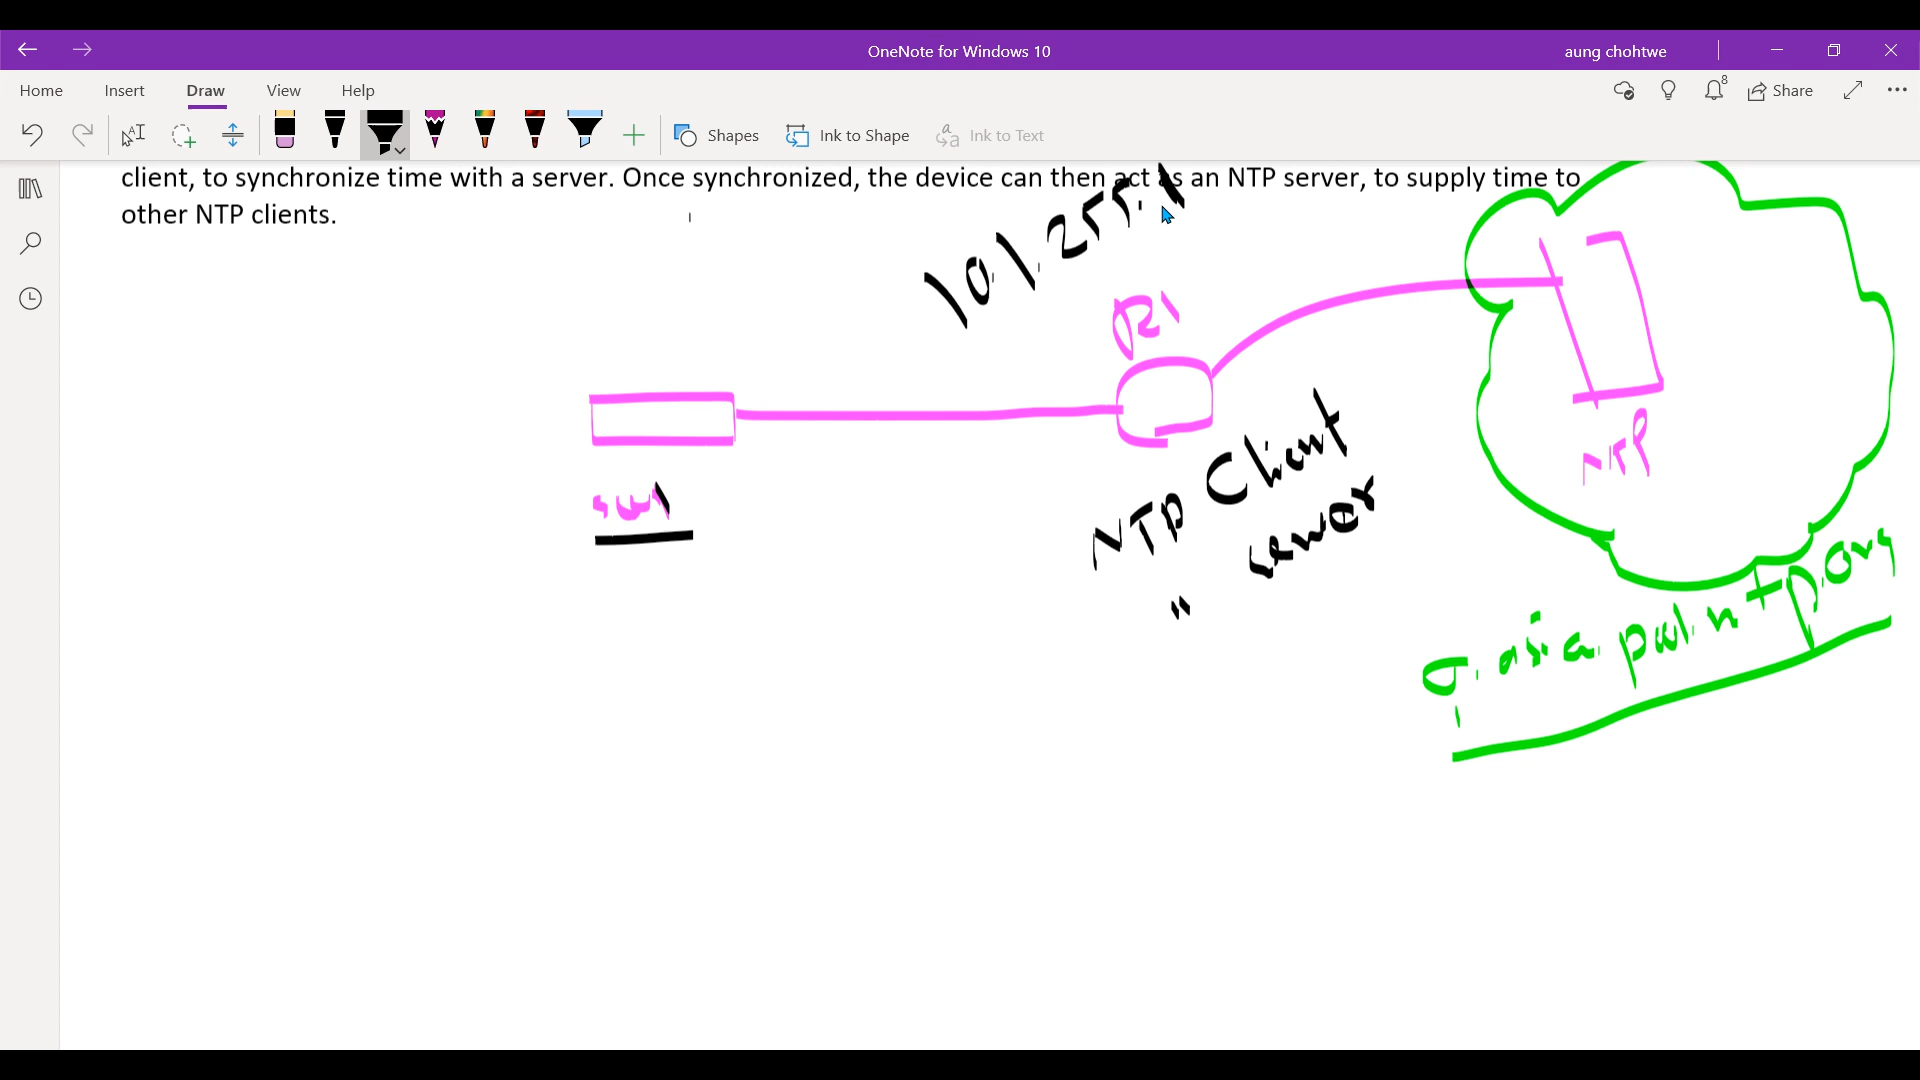 OneNote for Windows 10
aung chohtwe
Home Insert Draw View Help
8
Share
Shapes Ink to Shape Ink to Text
client, to synchronize time with a server. Once synchronized, the device can then act as an NTP server, to supply time to
other NTP clients.
10.1.255.1
R1
NTP
NTP Client
" server
asia.pool.ntp.org